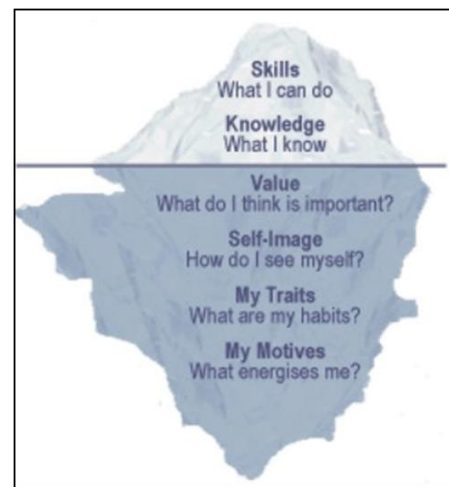 Skills
What I can do
Knowledge
What I know
Value
What do I think is important?
Self-Image
How do I see myself?
My Traits
What are my habits?
My Motives
What energises me?